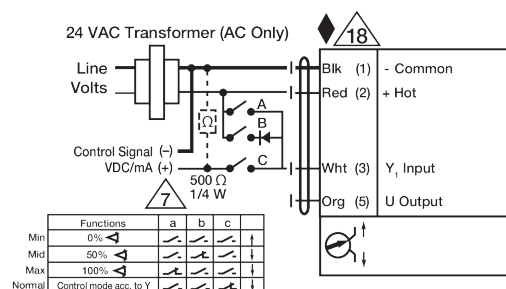 24 VAC Transformer (AC Only)
18
Line
Volts
Blk (1) - Common
Red (2) + Hot
A
Ω
B
Control Signal (–)
VDC/mA (+)
C
Wht (3) Y₁ Input
500 Ω
1/4 W
7
Org (5) U Output
Functions a b c
Min 0%
Mid 50%
Max 100%
Normal Control mode acc. to Y